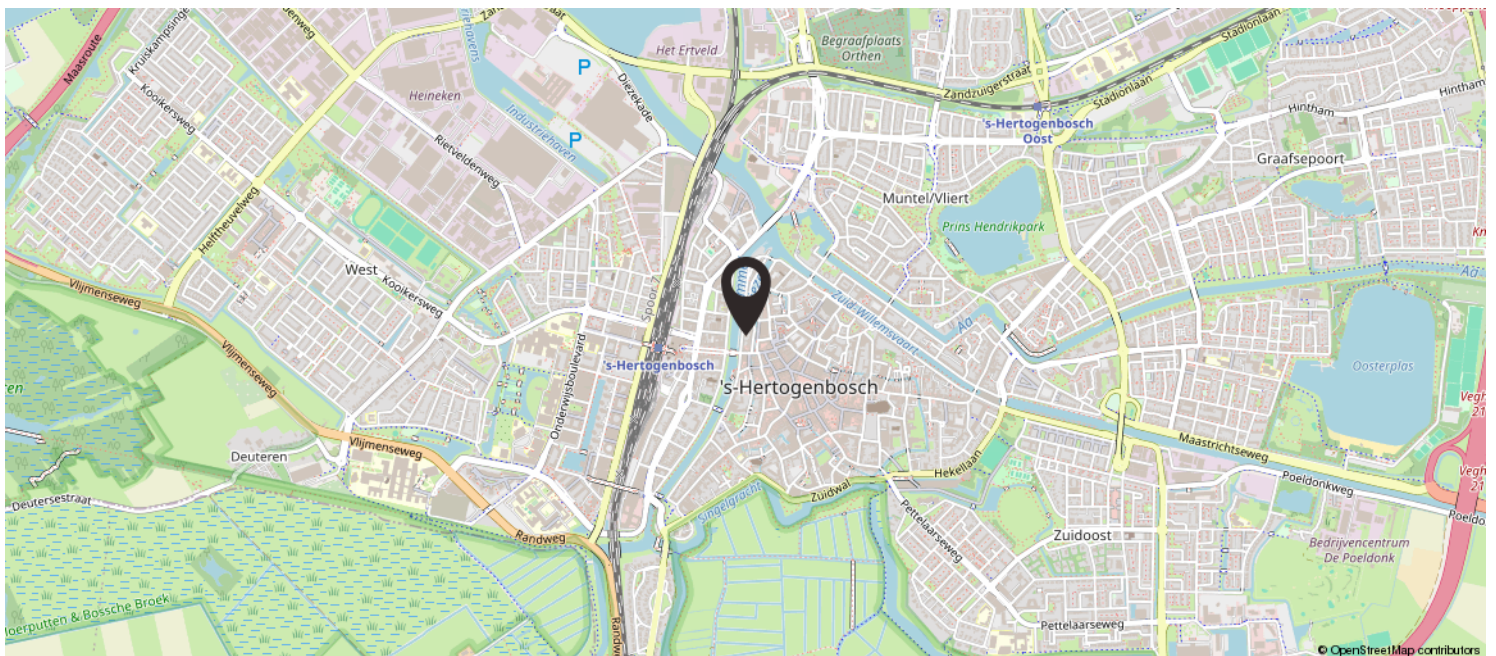 Maasroute
Kruiskampsingel
Kooikersweg
Heineken
Rietveldenweg
Industriehaven
Diezekade
P
P
Het Ertveld
Begraafplaats
Orthen
Zandzuigerstraat
Stadionlaan
Stadionlaan
's-Hertogenbosch
Oost
Hintham
Hintham
Graafsepoort
Muntel/Vliert
Prins Hendrikpark
Helftheuvelweg
West
Kooikersweg
Vlijmenseweg
Vlijmenseweg
Spoor 7
Zuid-Willemsvaart
Aa
Aa
's-Hertogenbosch
's-Hertogenbosch
Onderwijsboulevard
Oosterplas
Deuteren
Vlijmenseweg
Deutersestraat
Hekellaan
Zuidwal
Singelgracht
Maastrichtseweg
Poeldonkweg
Pettelaarseweg
Zuidoost
Randweg
Bedrijvencentrum
De Poeldonk
Pettelaarseweg
& Bossche Broek
© OpenStreetMap contributors